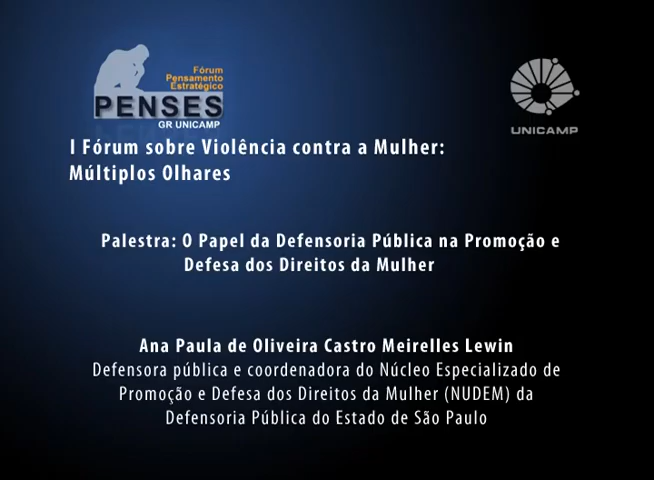 Fórum
Pensamento
Estratégico
PENSES
GR UNICAMP
UNICAMP
I Fórum sobre Violência contra a Mulher:
Múltiplos Olhares
Palestra: O Papel da Defensoria Pública na Promoção e
Defesa dos Direitos da Mulher
Ana Paula de Oliveira Castro Meirelles Lewin
Defensora pública e coordenadora do Núcleo Especializado de
Promoção e Defesa dos Direitos da Mulher (NUDEM) da
Defensoria Pública do Estado de São Paulo